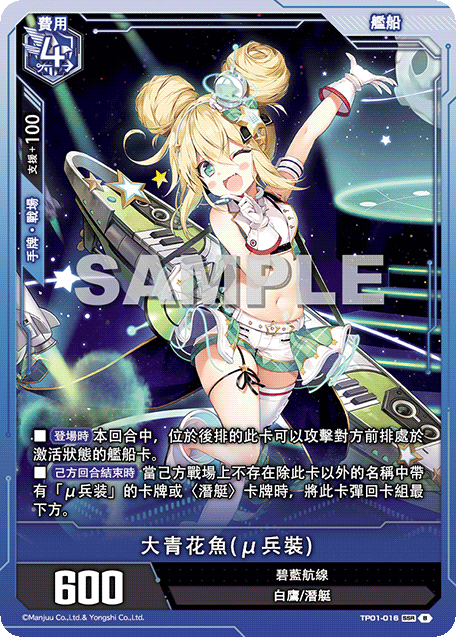 費用
艦船
4
支援+100
手牌・戰場
SAMPLE
■ 登場時 本回合中，位於後排的此卡可以攻擊對方前排處於
激活狀態的艦船卡。
■ 己方回合結束時 當己方戰場上不存在除此卡以外的名稱中帶
有「μ兵裝」的卡牌或〈潛艇〉卡牌時，將此卡彈回卡組最
下方。
大青花魚(μ兵裝)
600
碧藍航線
白鷹/潛艇
©Manjuu Co.,Ltd.& Yongshi Co.,Ltd.
TP01-016 SSR B